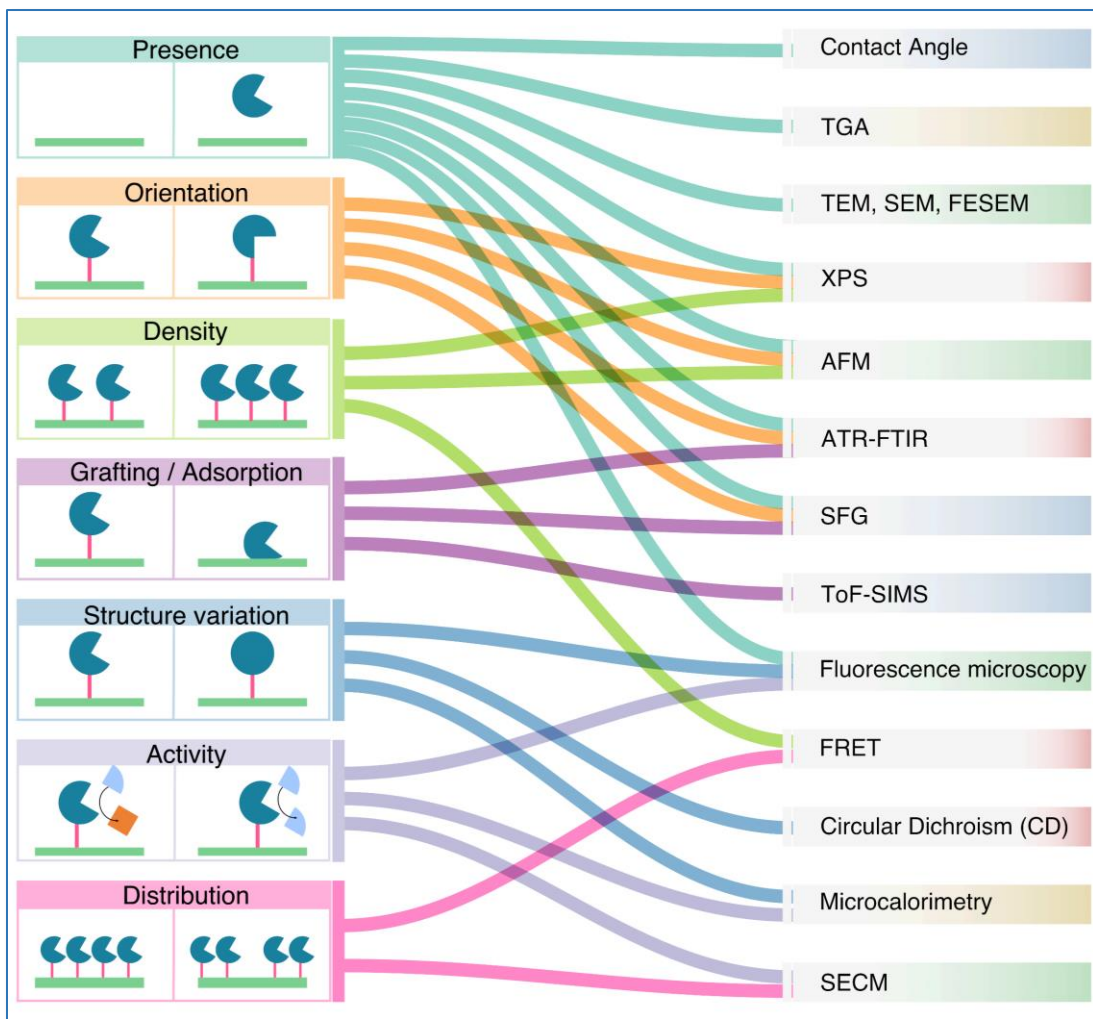 Presence
Orientation
Density
Grafting / Adsorption
Structure variation
Activity
Distribution
Contact Angle
TGA
TEM, SEM, FESEM
XPS
AFM
ATR-FTIR
SFG
ToF-SIMS
Fluorescence microscopy
FRET
Circular Dichroism (CD)
Microcalorimetry
SECM